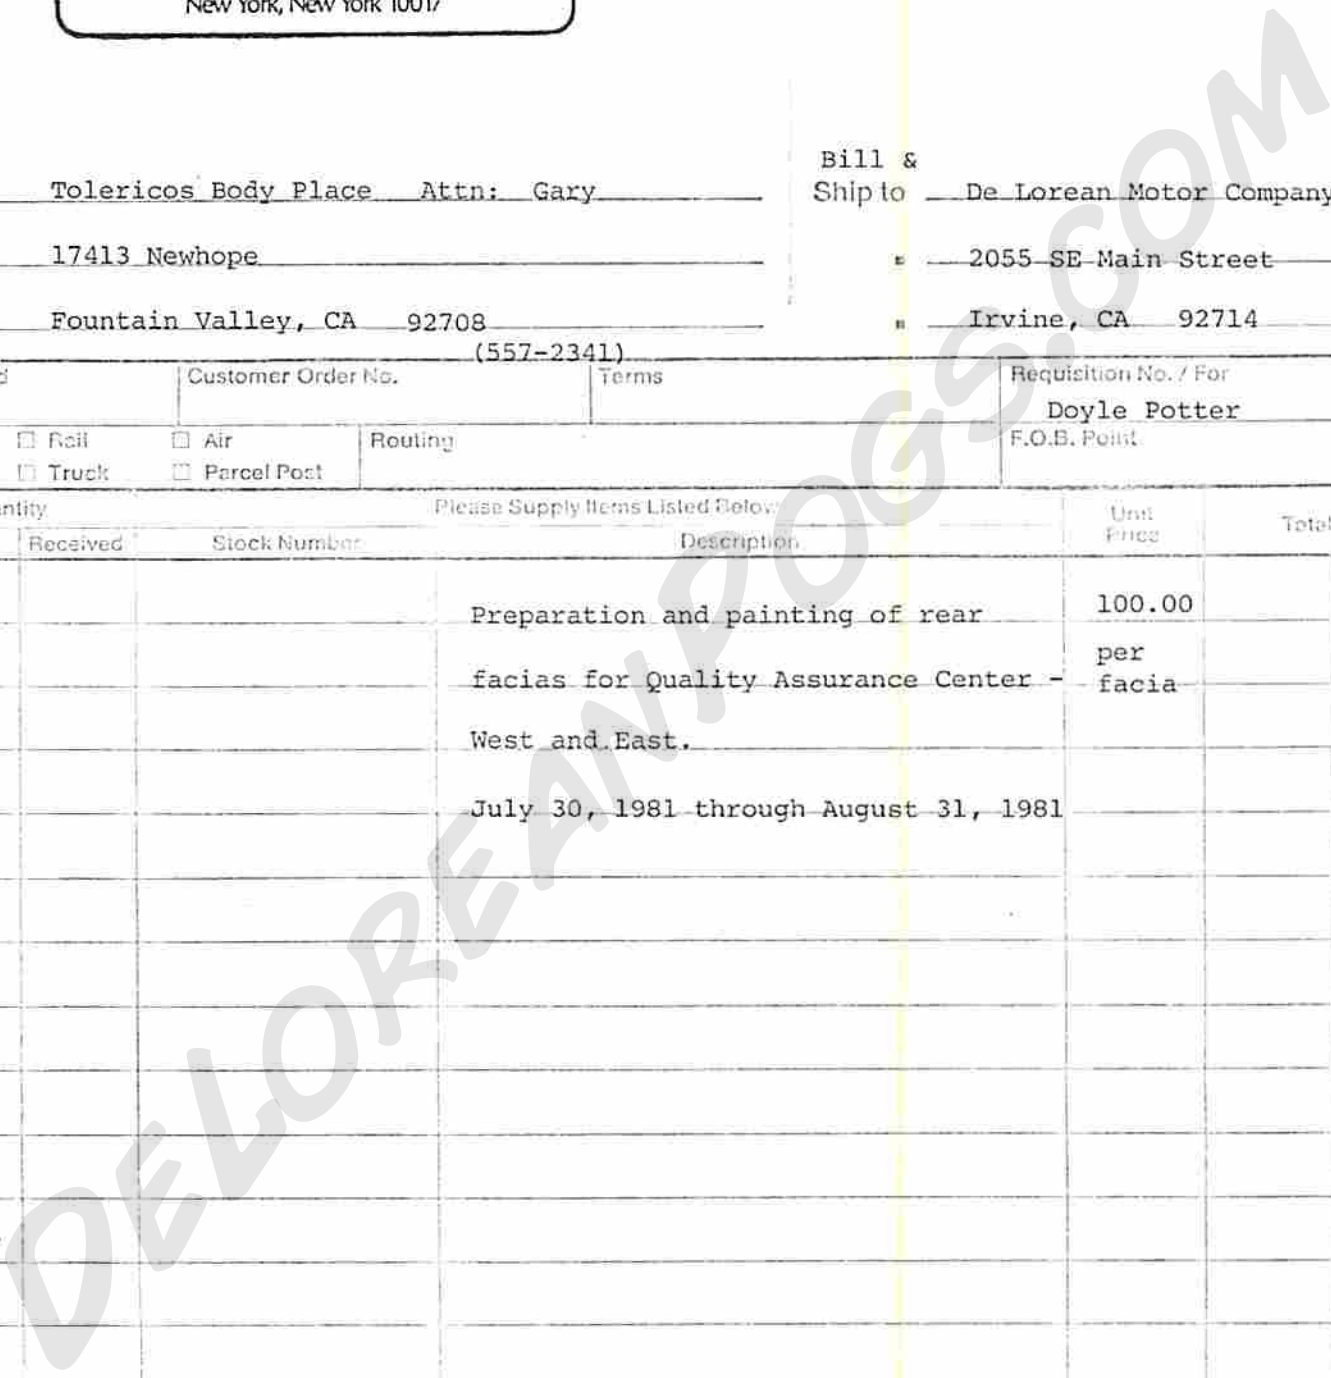 New York, New York 10017
Bill &
Tolericos Body Place Attn: Gary
Ship to De Lorean Motor Company
17413 Newhope
" 2055 SE Main Street
Fountain Valley, CA 92708
" Irvine, CA 92714
(557-2341)
Customer Order No. Terms Requisition No. / For
Doyle Potter
Rail Air Routing F.O.B. Point
Truck Parcel Post
ntity Please Supply Items Listed Below Unit Price Total
Received Stock Number Description
Preparation and painting of rear 100.00
per
facias for Quality Assurance Center - facia
West and East.
July 30, 1981 through August 31, 1981
DELOREANPOGS.COM